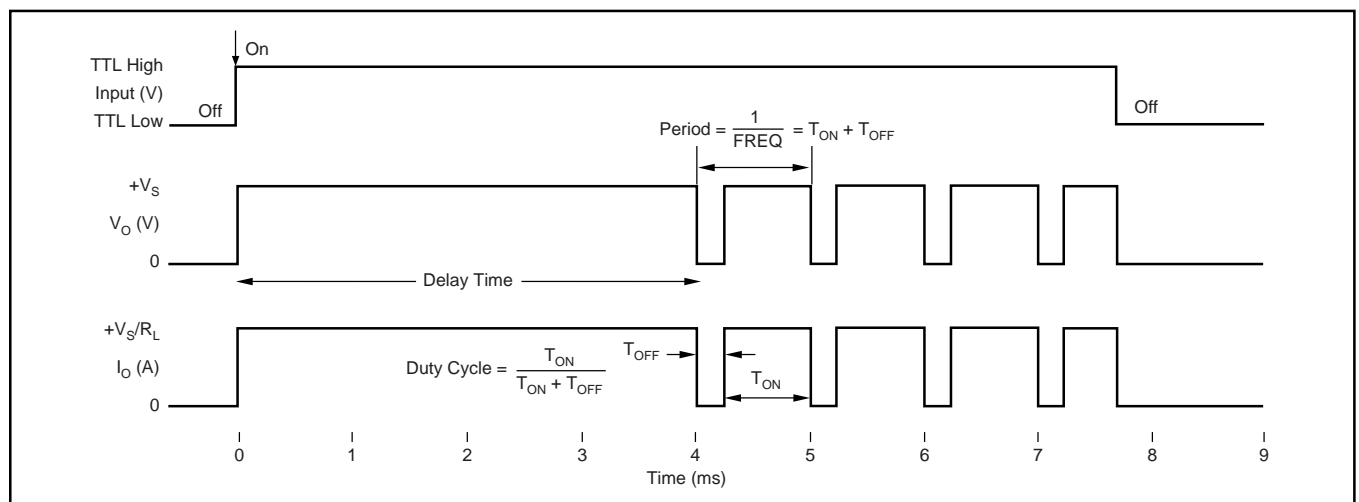 On
TTL High
Input (V)
Off
TTL Low
Off
Period = 1/FREQ = T_ON + T_OFF
+V_S
V_O (V)
0
Delay Time
+V_S/R_L
I_O (A)
0
Duty Cycle = T_ON/(T_ON + T_OFF)
T_OFF
T_ON
0 1 2 3 4 5 6 7 8 9
Time (ms)